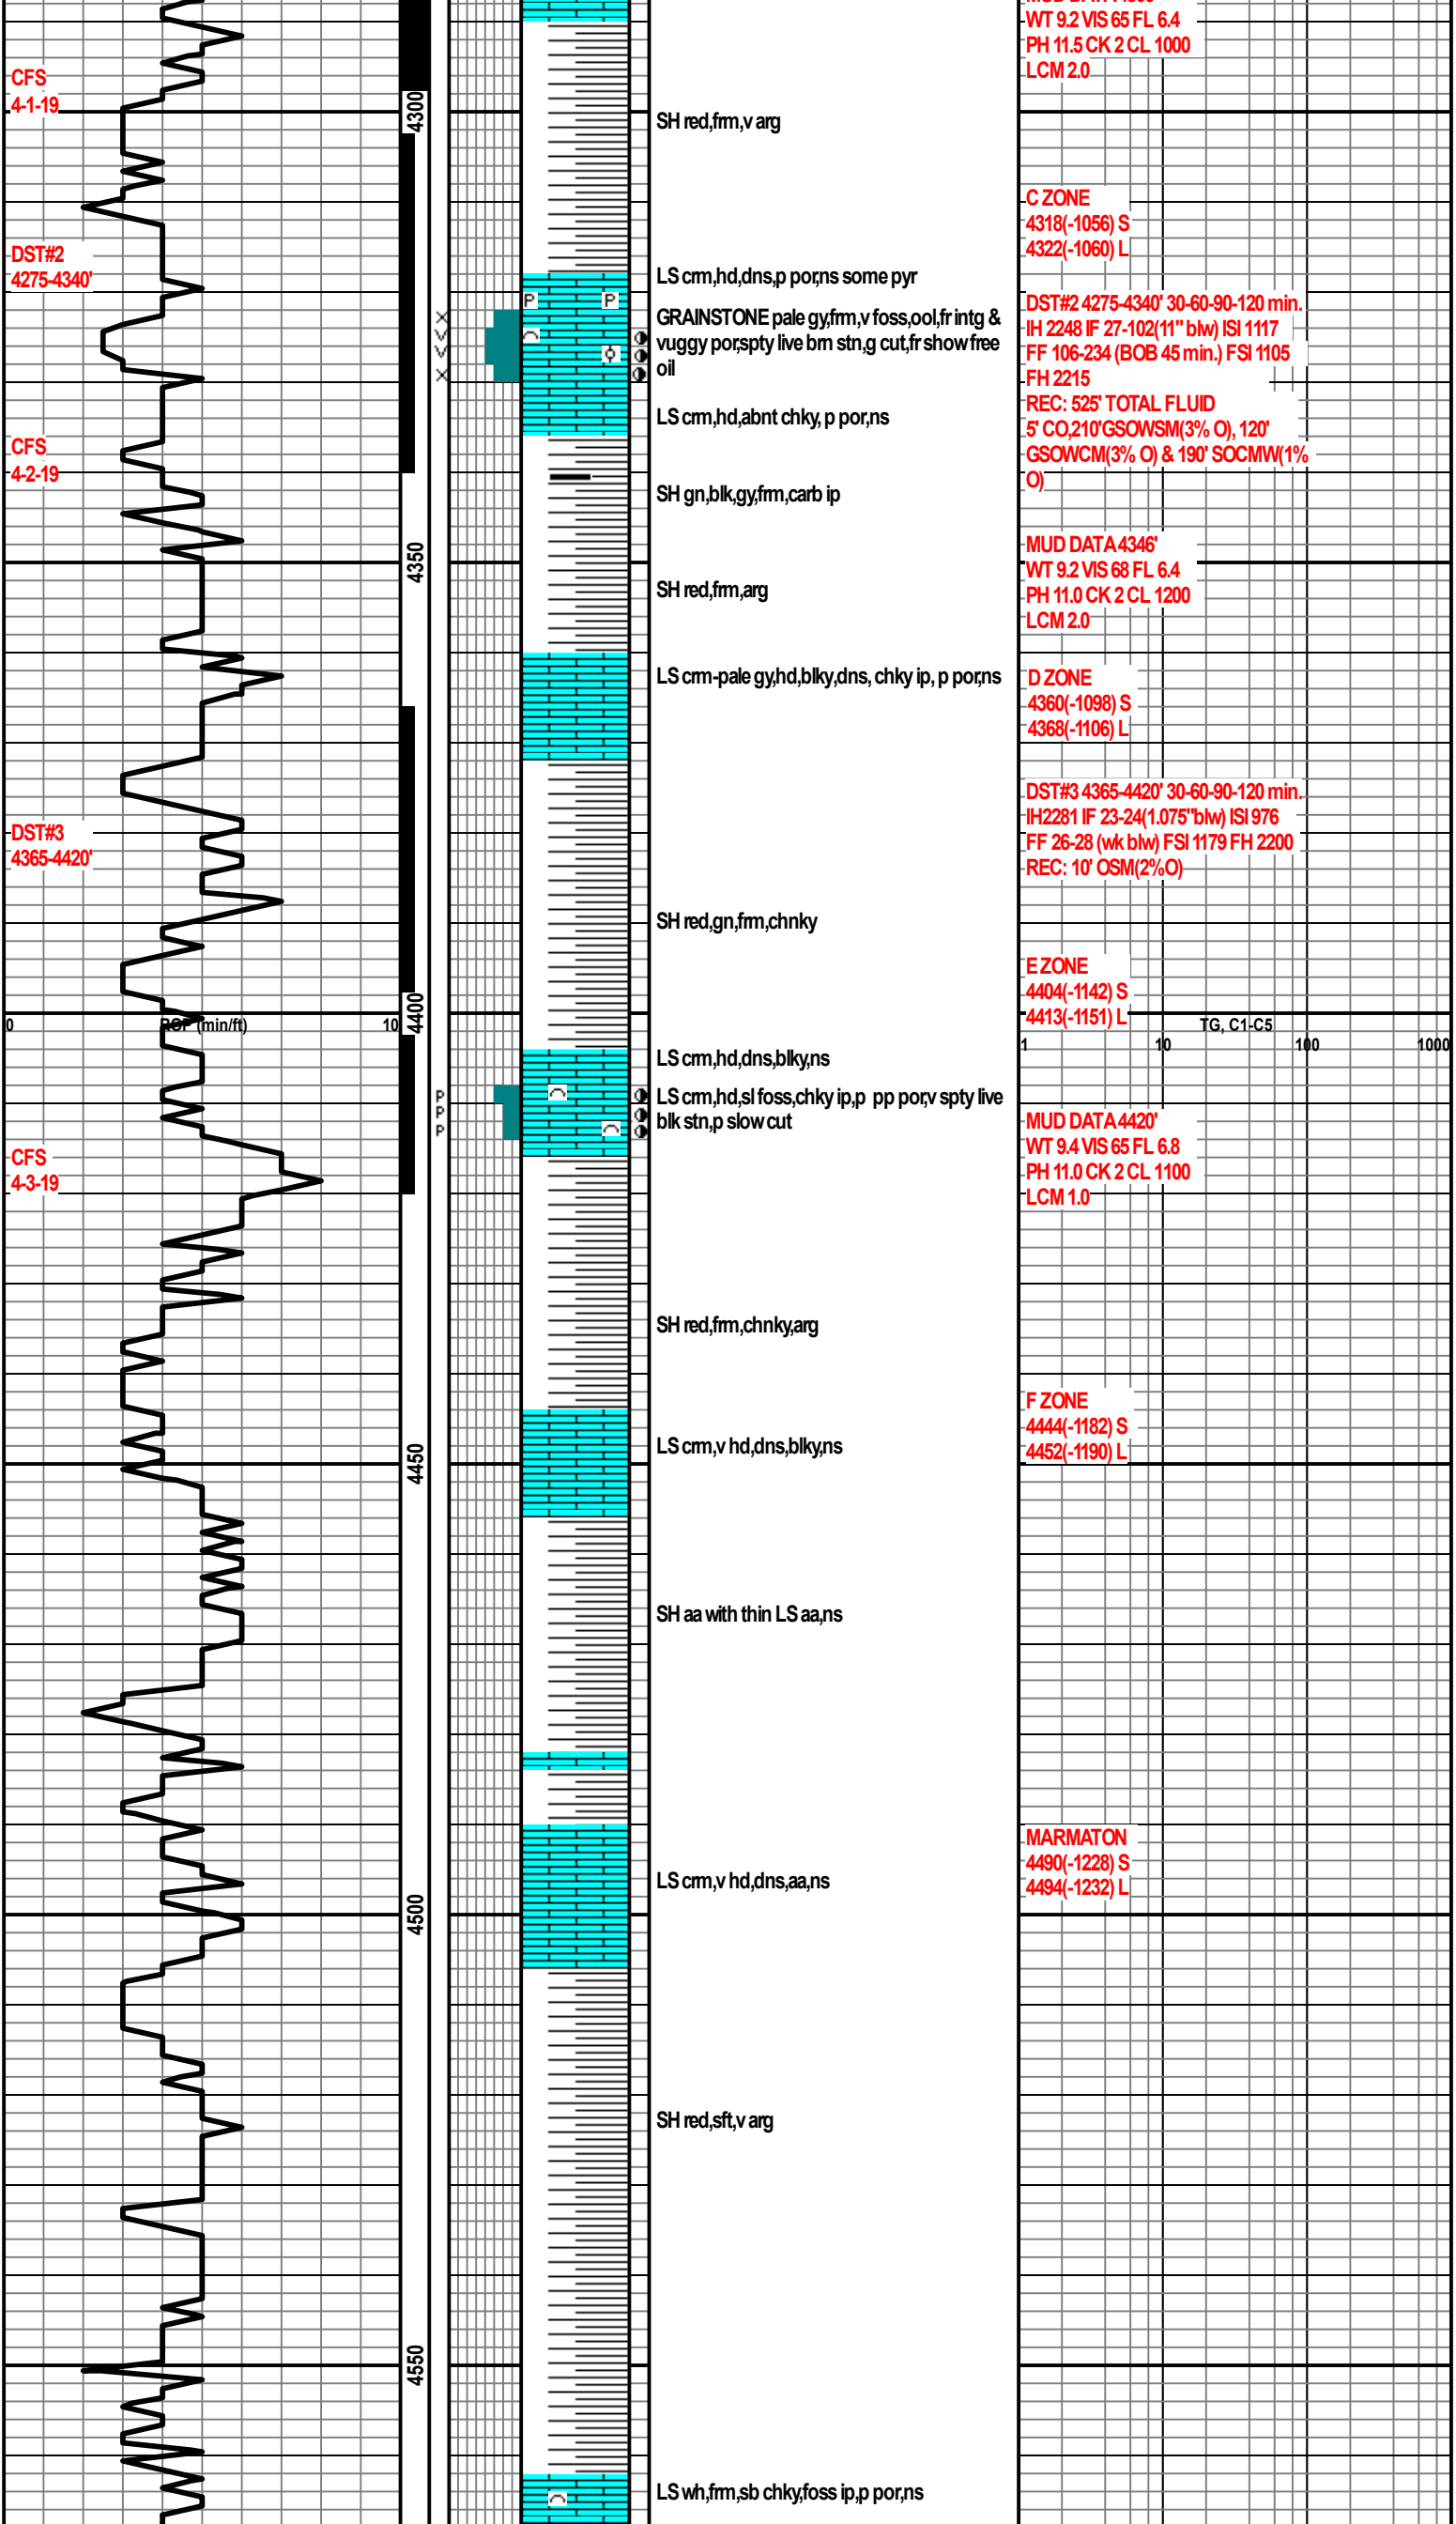 WT 9.2 VIS 65 FL 6.4
PH 11.5 CK 2 CL 1000
LCM 2.0
CFS
4-1-19
4300
SH red,frm,v arg
C ZONE
4318(-1056) S
4322(-1060) L
DST#2
4275-4340'
LS crm,hd,dns,p por,ns some pyr
P P
GRAINSTONE pale gy,frm,v foss,ool,fr intg &
vuggy por,spty live brn stn,g cut,fr show free
oil
X
V
V
X
DST#2 4275-4340' 30-60-90-120 min.
IH 2248 IF 27-102(11" blw) ISI 1117
FF 106-234 (BOB 45 min.) FSI 1105
FH 2215
REC: 525' TOTAL FLUID
5' CO,210'GSOWSM(3% O), 120'
GSOWCM(3% O) & 190' SOCMW(1%
O)
LS crm,hd,abnt chky, p por,ns
CFS
4-2-19
SH gn,blk,gy,frm,carb ip
4350
MUD DATA 4346'
WT 9.2 VIS 68 FL 6.4
PH 11.0 CK 2 CL 1200
LCM 2.0
SH red,frm,arg
LS crm-pale gy,hd,blky,dns, chky ip, p por,ns
D ZONE
4360(-1098) S
4368(-1106) L
DST#3
4365-4420'
DST#3 4365-4420' 30-60-90-120 min.
IH2281 IF 23-24(1.075"blw) ISI 976
FF 26-28 (wk blw) FSI 1179 FH 2200
REC: 10' OSM(2%O)
SH red,gn,frm,chnky
E ZONE
4404(-1142) S
4413(-1151) L
4400
0 ROP (min/ft) 10
TG, C1-C5
1 10 100 1000
LS crm,hd,dns,blky,ns
P
P
P
LS crm,hd,sl foss,chky ip,p pp por,v spty live
blk stn,p slow cut
MUD DATA 4420'
WT 9.4 VIS 65 FL 6.8
PH 11.0 CK 2 CL 1100
LCM 1.0
CFS
4-3-19
SH red,frm,chnky,arg
F ZONE
4444(-1182) S
4452(-1190) L
LS crm,v hd,dns,blky,ns
4450
SH aa with thin LS aa,ns
MARMATON
4490(-1228) S
4494(-1232) L
LS crm,v hd,dns,aa,ns
4500
SH red,sft,v arg
4550
LS wh,frm,sb chky,foss ip,p por,ns